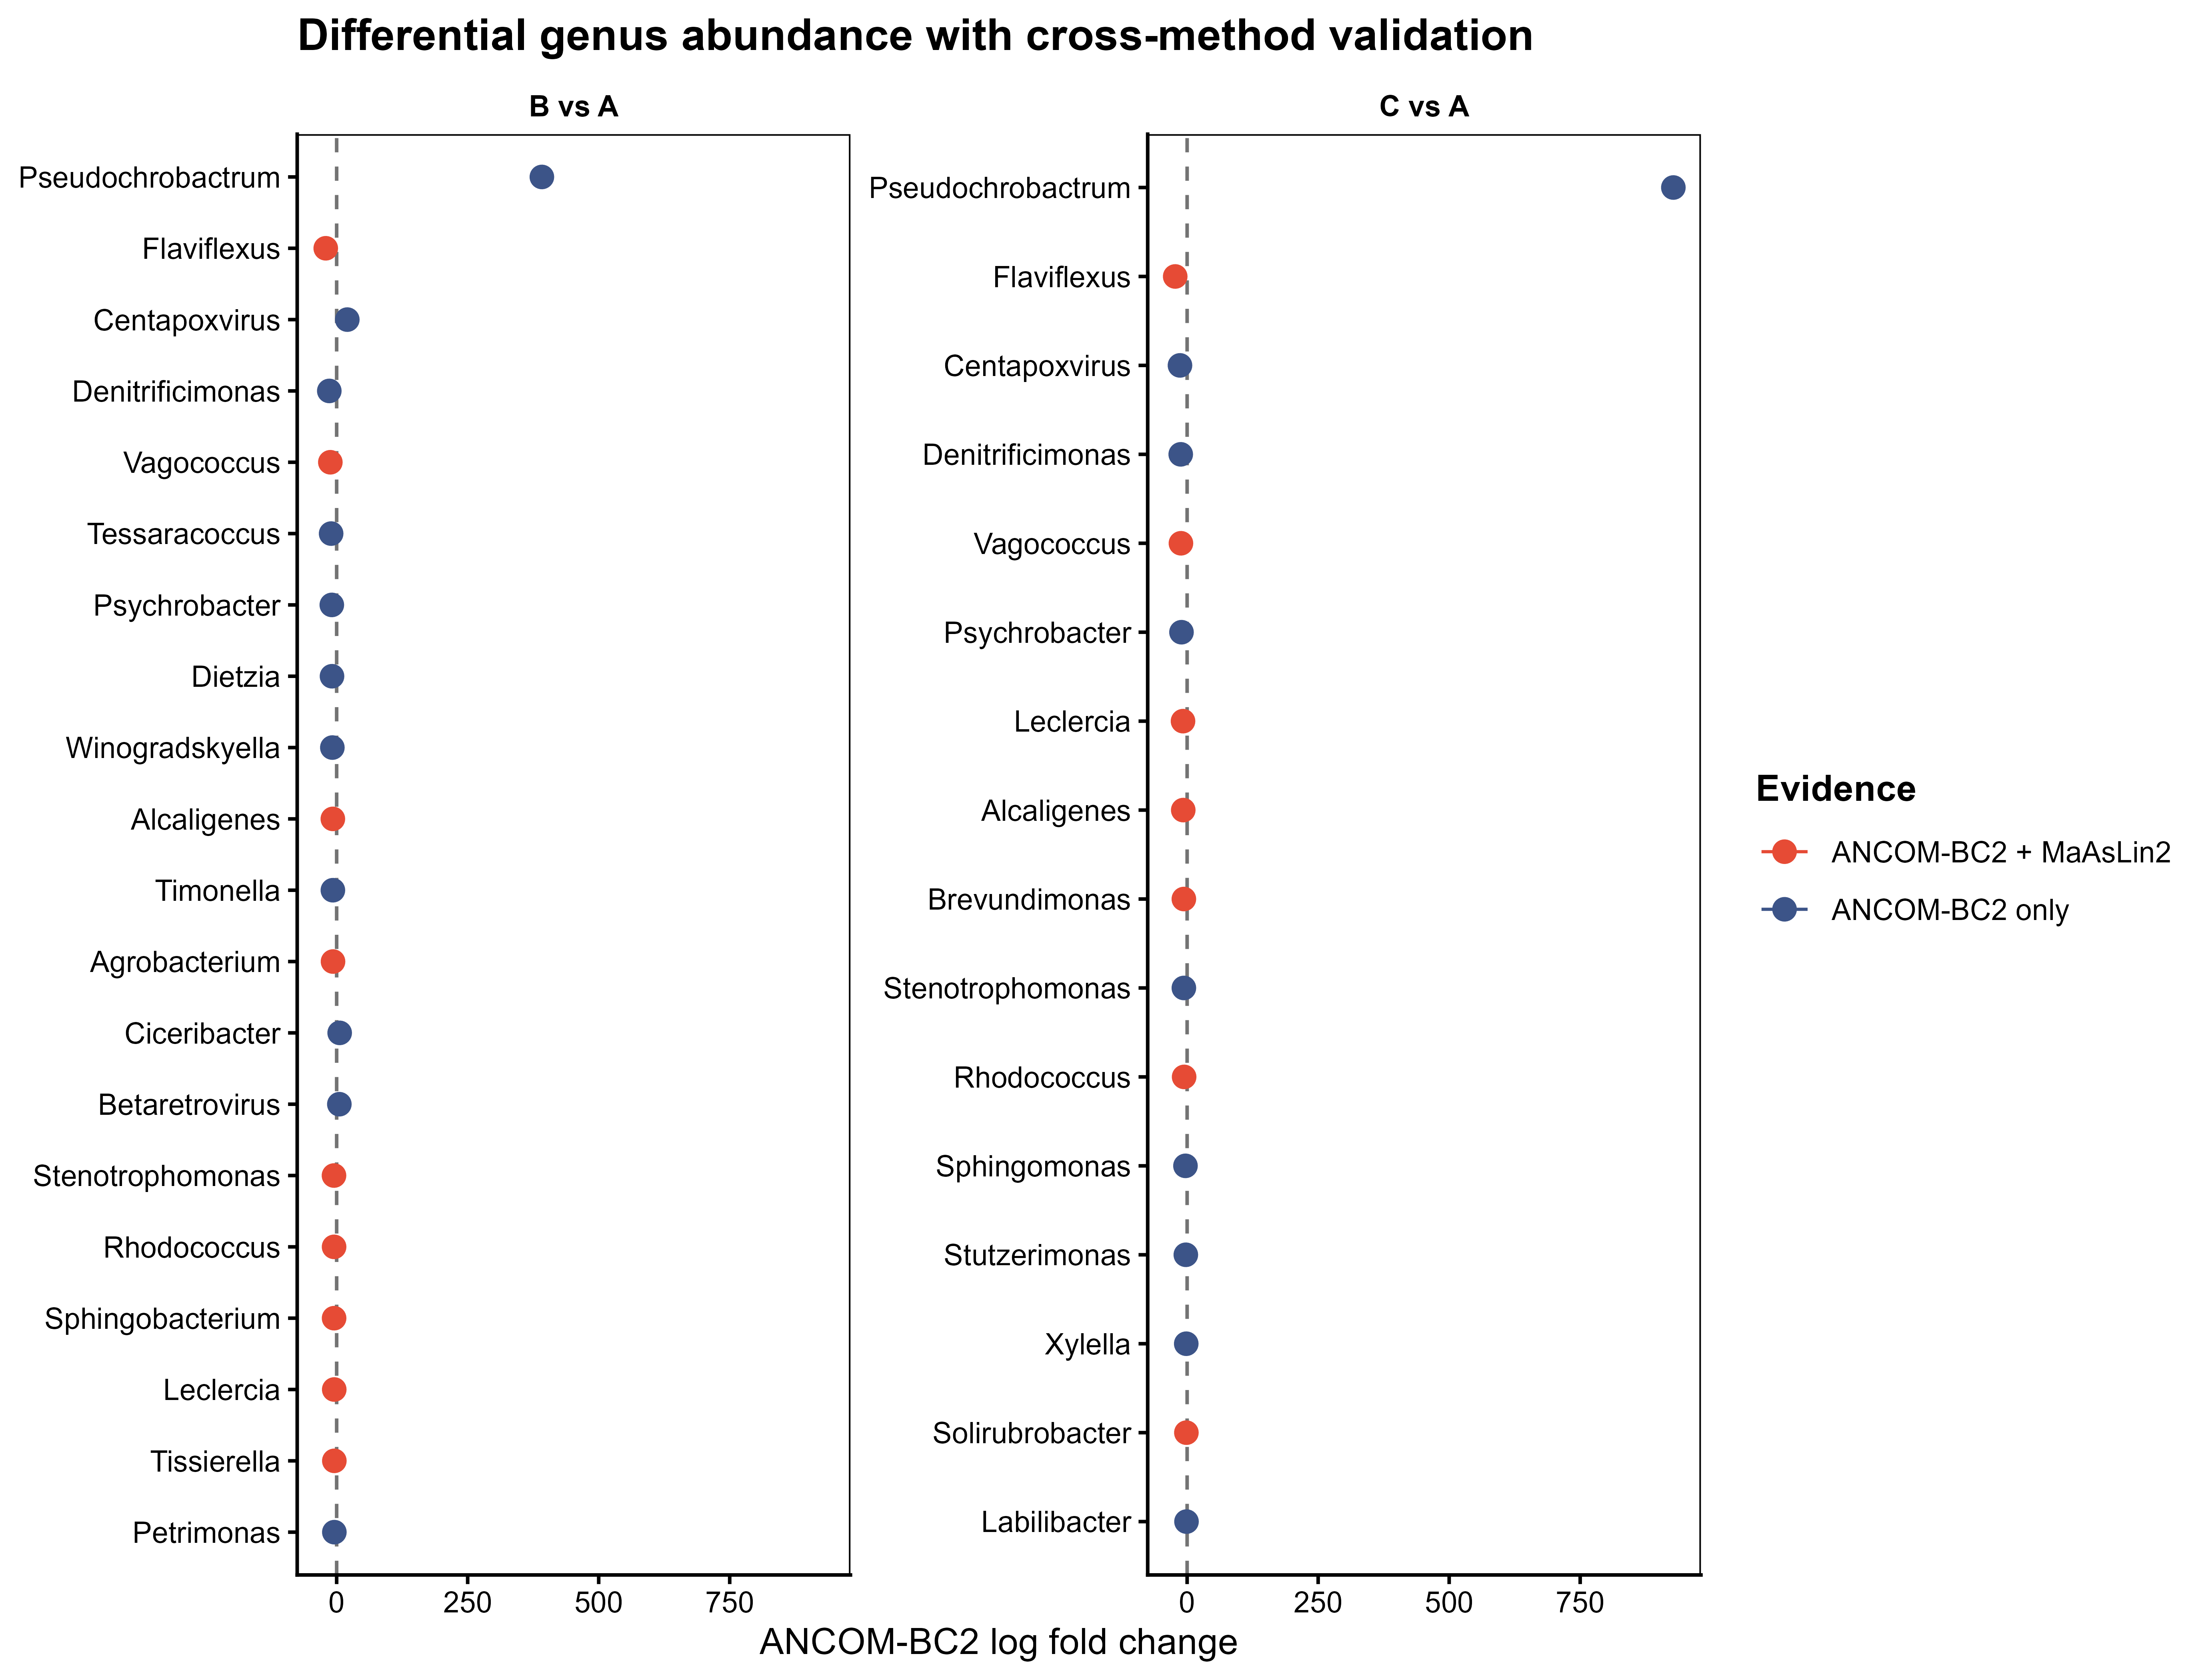 Differential genus abundance with cross-method validation
B vs A
Pseudochrobactrum
Flaviflexus
Centapoxvirus
Denitrificimonas
Vagococcus
Tessaracoccus
Psychrobacter
Dietzia
Winogradskyella
Alcaligenes
Timonella
Agrobacterium
Ciceribacter
Betaretrovirus
Stenotrophomonas
Rhodococcus
Sphingobacterium
Leclercia
Tissierella
Petrimonas
0 250 500 750
C vs A
Pseudochrobactrum
Flaviflexus
Centapoxvirus
Denitrificimonas
Vagococcus
Psychrobacter
Leclercia
Alcaligenes
Brevundimonas
Stenotrophomonas
Rhodococcus
Sphingomonas
Stutzerimonas
Xylella
Solirubrobacter
Labilibacter
0 250 500 750
ANCOM-BC2 log fold change
Evidence
ANCOM-BC2 + MaAsLin2
ANCOM-BC2 only